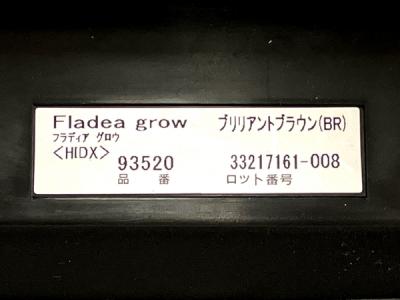 Fladea grow ブリリアントブラウン(BR)
フラディア グロウ
<HIDX>
93520 33217161-008
品 番 ロット番号